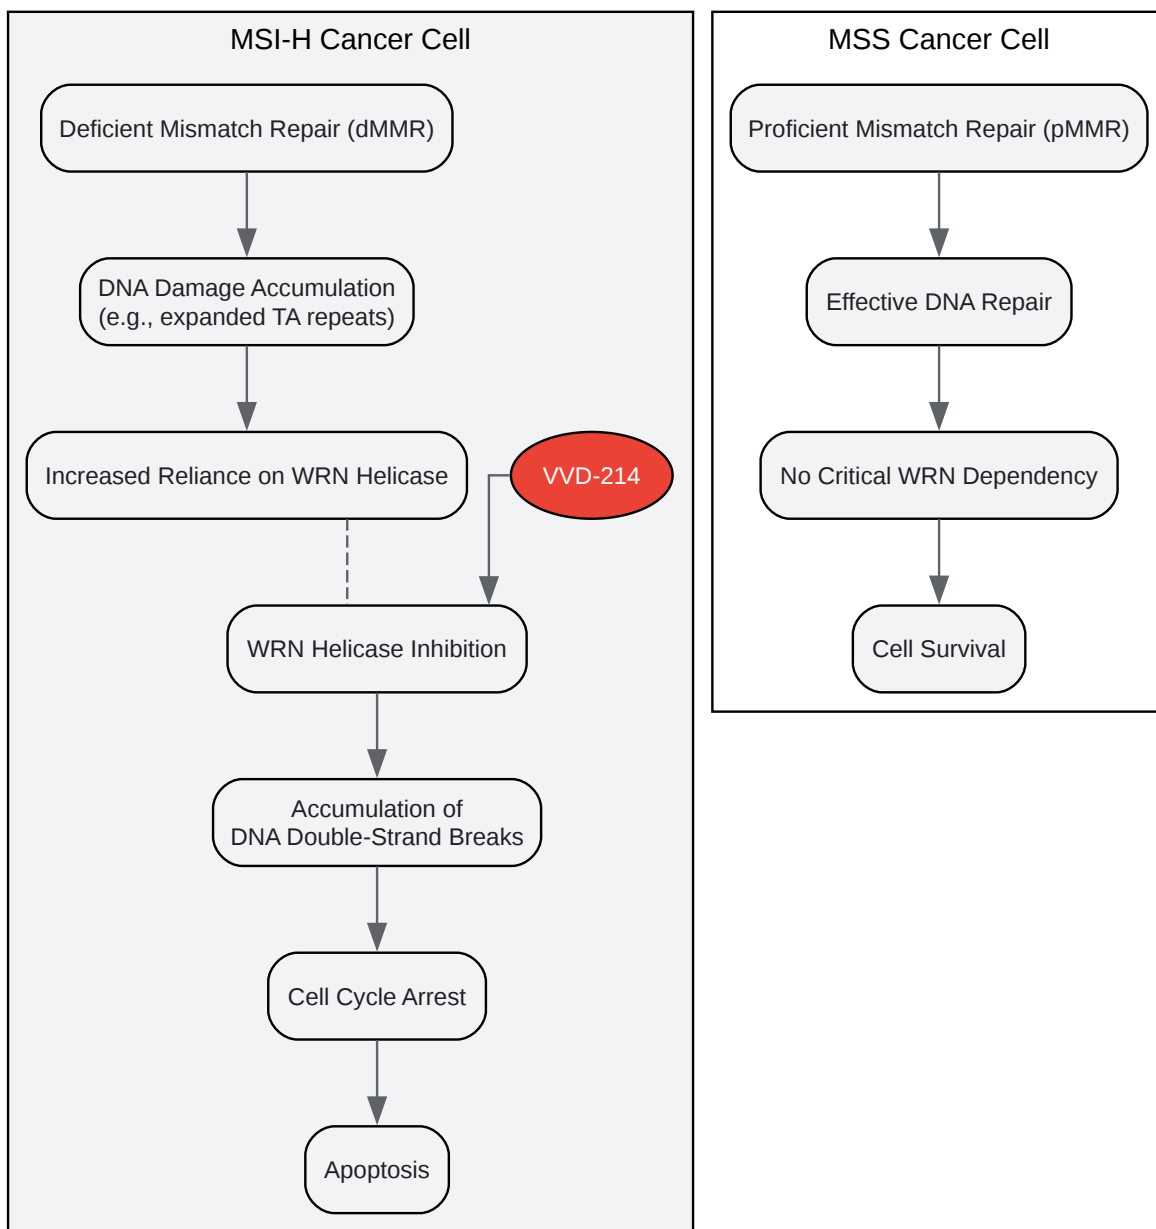 MSI-H Cancer Cell
Deficient Mismatch Repair (dMMR)
DNA Damage Accumulation
(e.g., expanded TA repeats)
Increased Reliance on WRN Helicase
VVD-214
WRN Helicase Inhibition
Accumulation of
DNA Double-Strand Breaks
Cell Cycle Arrest
Apoptosis
MSS Cancer Cell
Proficient Mismatch Repair (pMMR)
Effective DNA Repair
No Critical WRN Dependency
Cell Survival